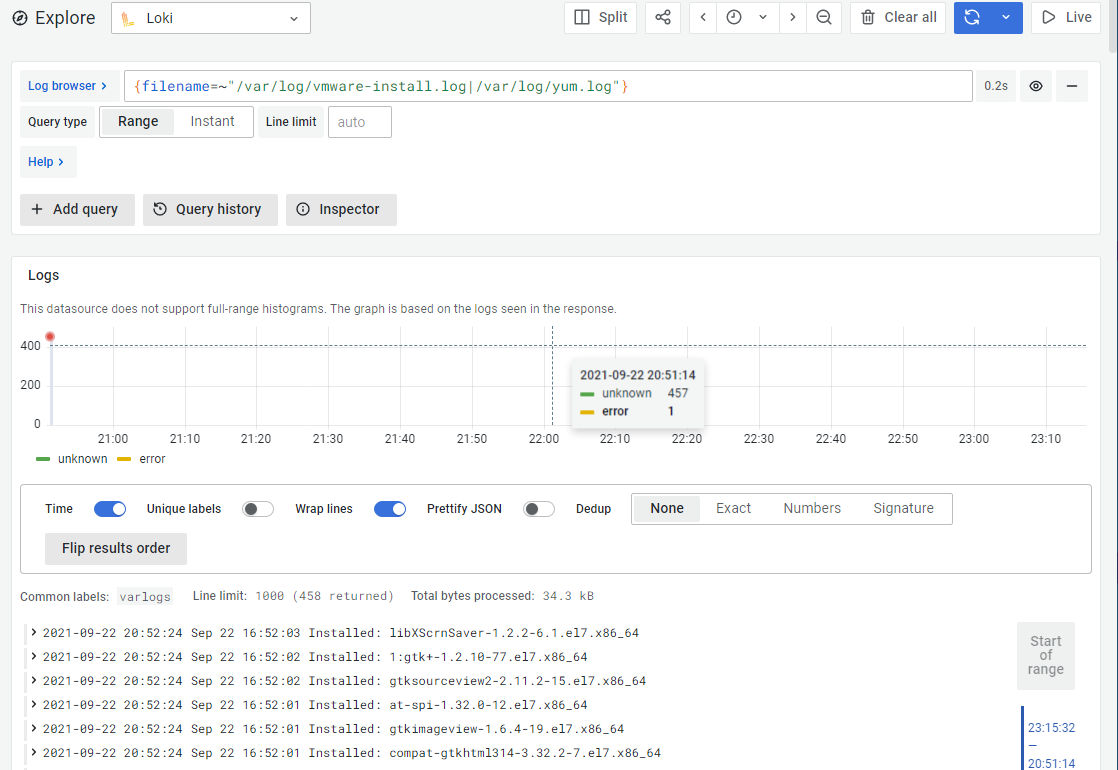 Explore Loki Split Clear all Live
Log browser > {filename=~"/var/log/vmware-install.log|/var/log/yum.log"} 0.2s
Query type Range Instant Line limit auto
Help >
+ Add query Query history Inspector
Logs
This datasource does not support full-range histograms. The graph is based on the logs seen in the response.
400
200
0
2021-09-22 20:51:14
unknown 457
error 1
21:00 21:10 21:20 21:30 21:40 21:50 22:00 22:10 22:20 22:30 22:40 22:50 23:00 23:10
unknown error
Time Unique labels Wrap lines Prettify JSON Dedup None Exact Numbers Signature
Flip results order
Common labels: varlogs Line limit: 1000 (458 returned) Total bytes processed: 34.3 kB
> 2021-09-22 20:52:24 Sep 22 16:52:03 Installed: libXScrnSaver-1.2.2-6.1.el7.x86_64
> 2021-09-22 20:52:24 Sep 22 16:52:02 Installed: 1:gtk+-1.2.10-77.el7.x86_64
> 2021-09-22 20:52:24 Sep 22 16:52:02 Installed: gtksourceview2-2.11.2-15.el7.x86_64
> 2021-09-22 20:52:24 Sep 22 16:52:01 Installed: at-spi-1.32.0-12.el7.x86_64
> 2021-09-22 20:52:24 Sep 22 16:52:01 Installed: gtkimageview-1.6.4-19.el7.x86_64
> 2021-09-22 20:52:24 Sep 22 16:52:01 Installed: compat-gtkhtml314-3.32.2-7.el7.x86_64
Start
of
range
23:15:32
—
20:51:14